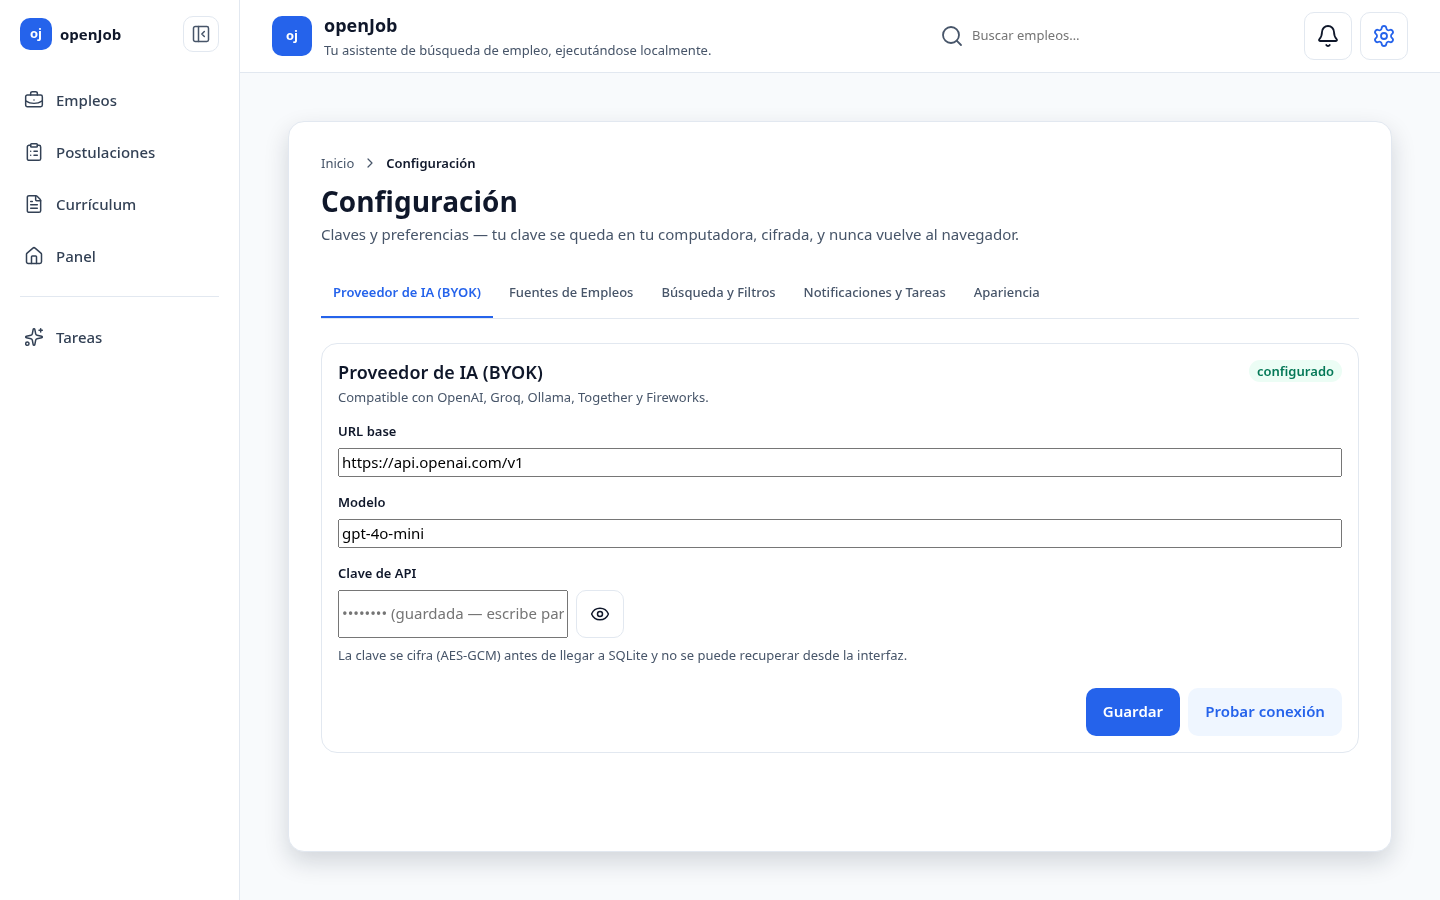 oj openJob
Empleos
Postulaciones
Currículum
Panel
Tareas
oj openJob
Tu asistente de búsqueda de empleo, ejecutándose localmente.
Buscar empleos...
Inicio > Configuración
Configuración
Claves y preferencias — tu clave se queda en tu computadora, cifrada, y nunca vuelve al navegador.
Proveedor de IA (BYOK) Fuentes de Empleos Búsqueda y Filtros Notificaciones y Tareas Apariencia
Proveedor de IA (BYOK) configurado
Compatible con OpenAI, Groq, Ollama, Together y Fireworks.
URL base
https://api.openai.com/v1
Modelo
gpt-4o-mini
Clave de API
•••••••• (guardada — escribe par
La clave se cifra (AES-GCM) antes de llegar a SQLite y no se puede recuperar desde la interfaz.
Guardar Probar conexión